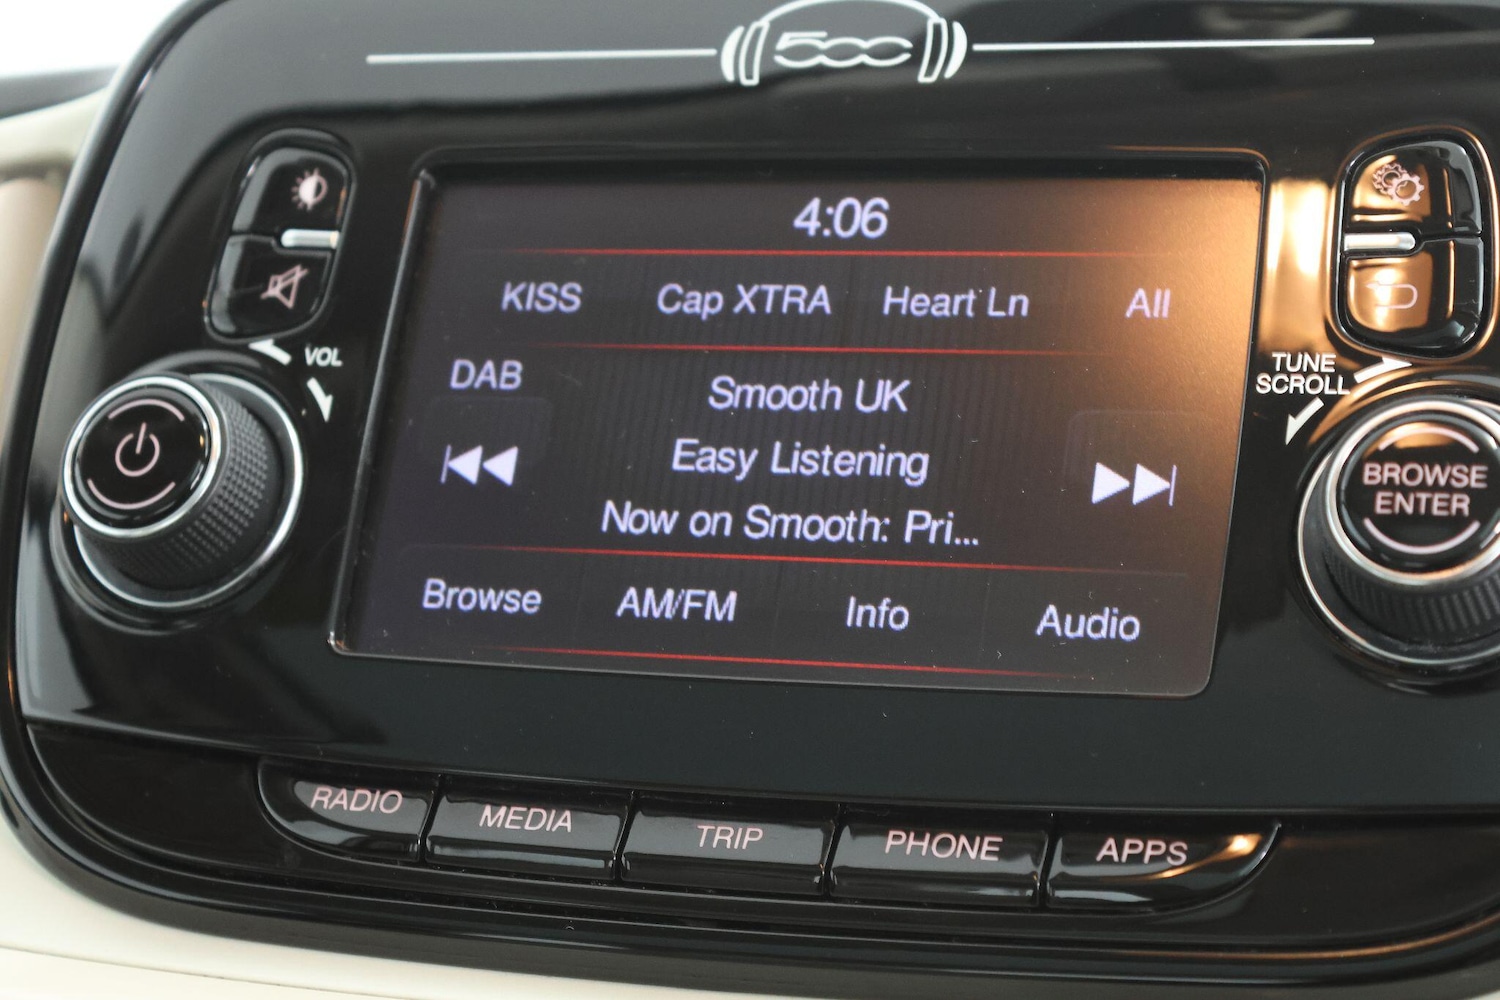 500
4:06
KISS Cap XTRA Heart Ln All
VOL
DAB
Smooth UK
TUNE
SCROLL
Easy Listening
BROWSE
ENTER
Now on Smooth: Pri...
Browse AM/FM Info Audio
RADIO MEDIA TRIP PHONE APPS